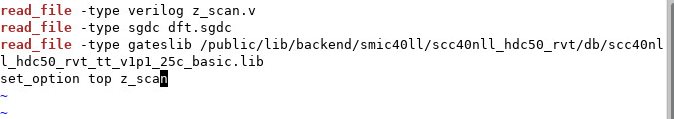 read_file -type verilog z_scan.v
read_file -type sgdc dft.sgdc
read_file -type gateslib /public/lib/backend/smic40ll/scc40nll_hdc50_rvt/db/scc40nl
l_hdc50_rvt_tt_v1p1_25c_basic.lib
set_option top z_scan
~
~